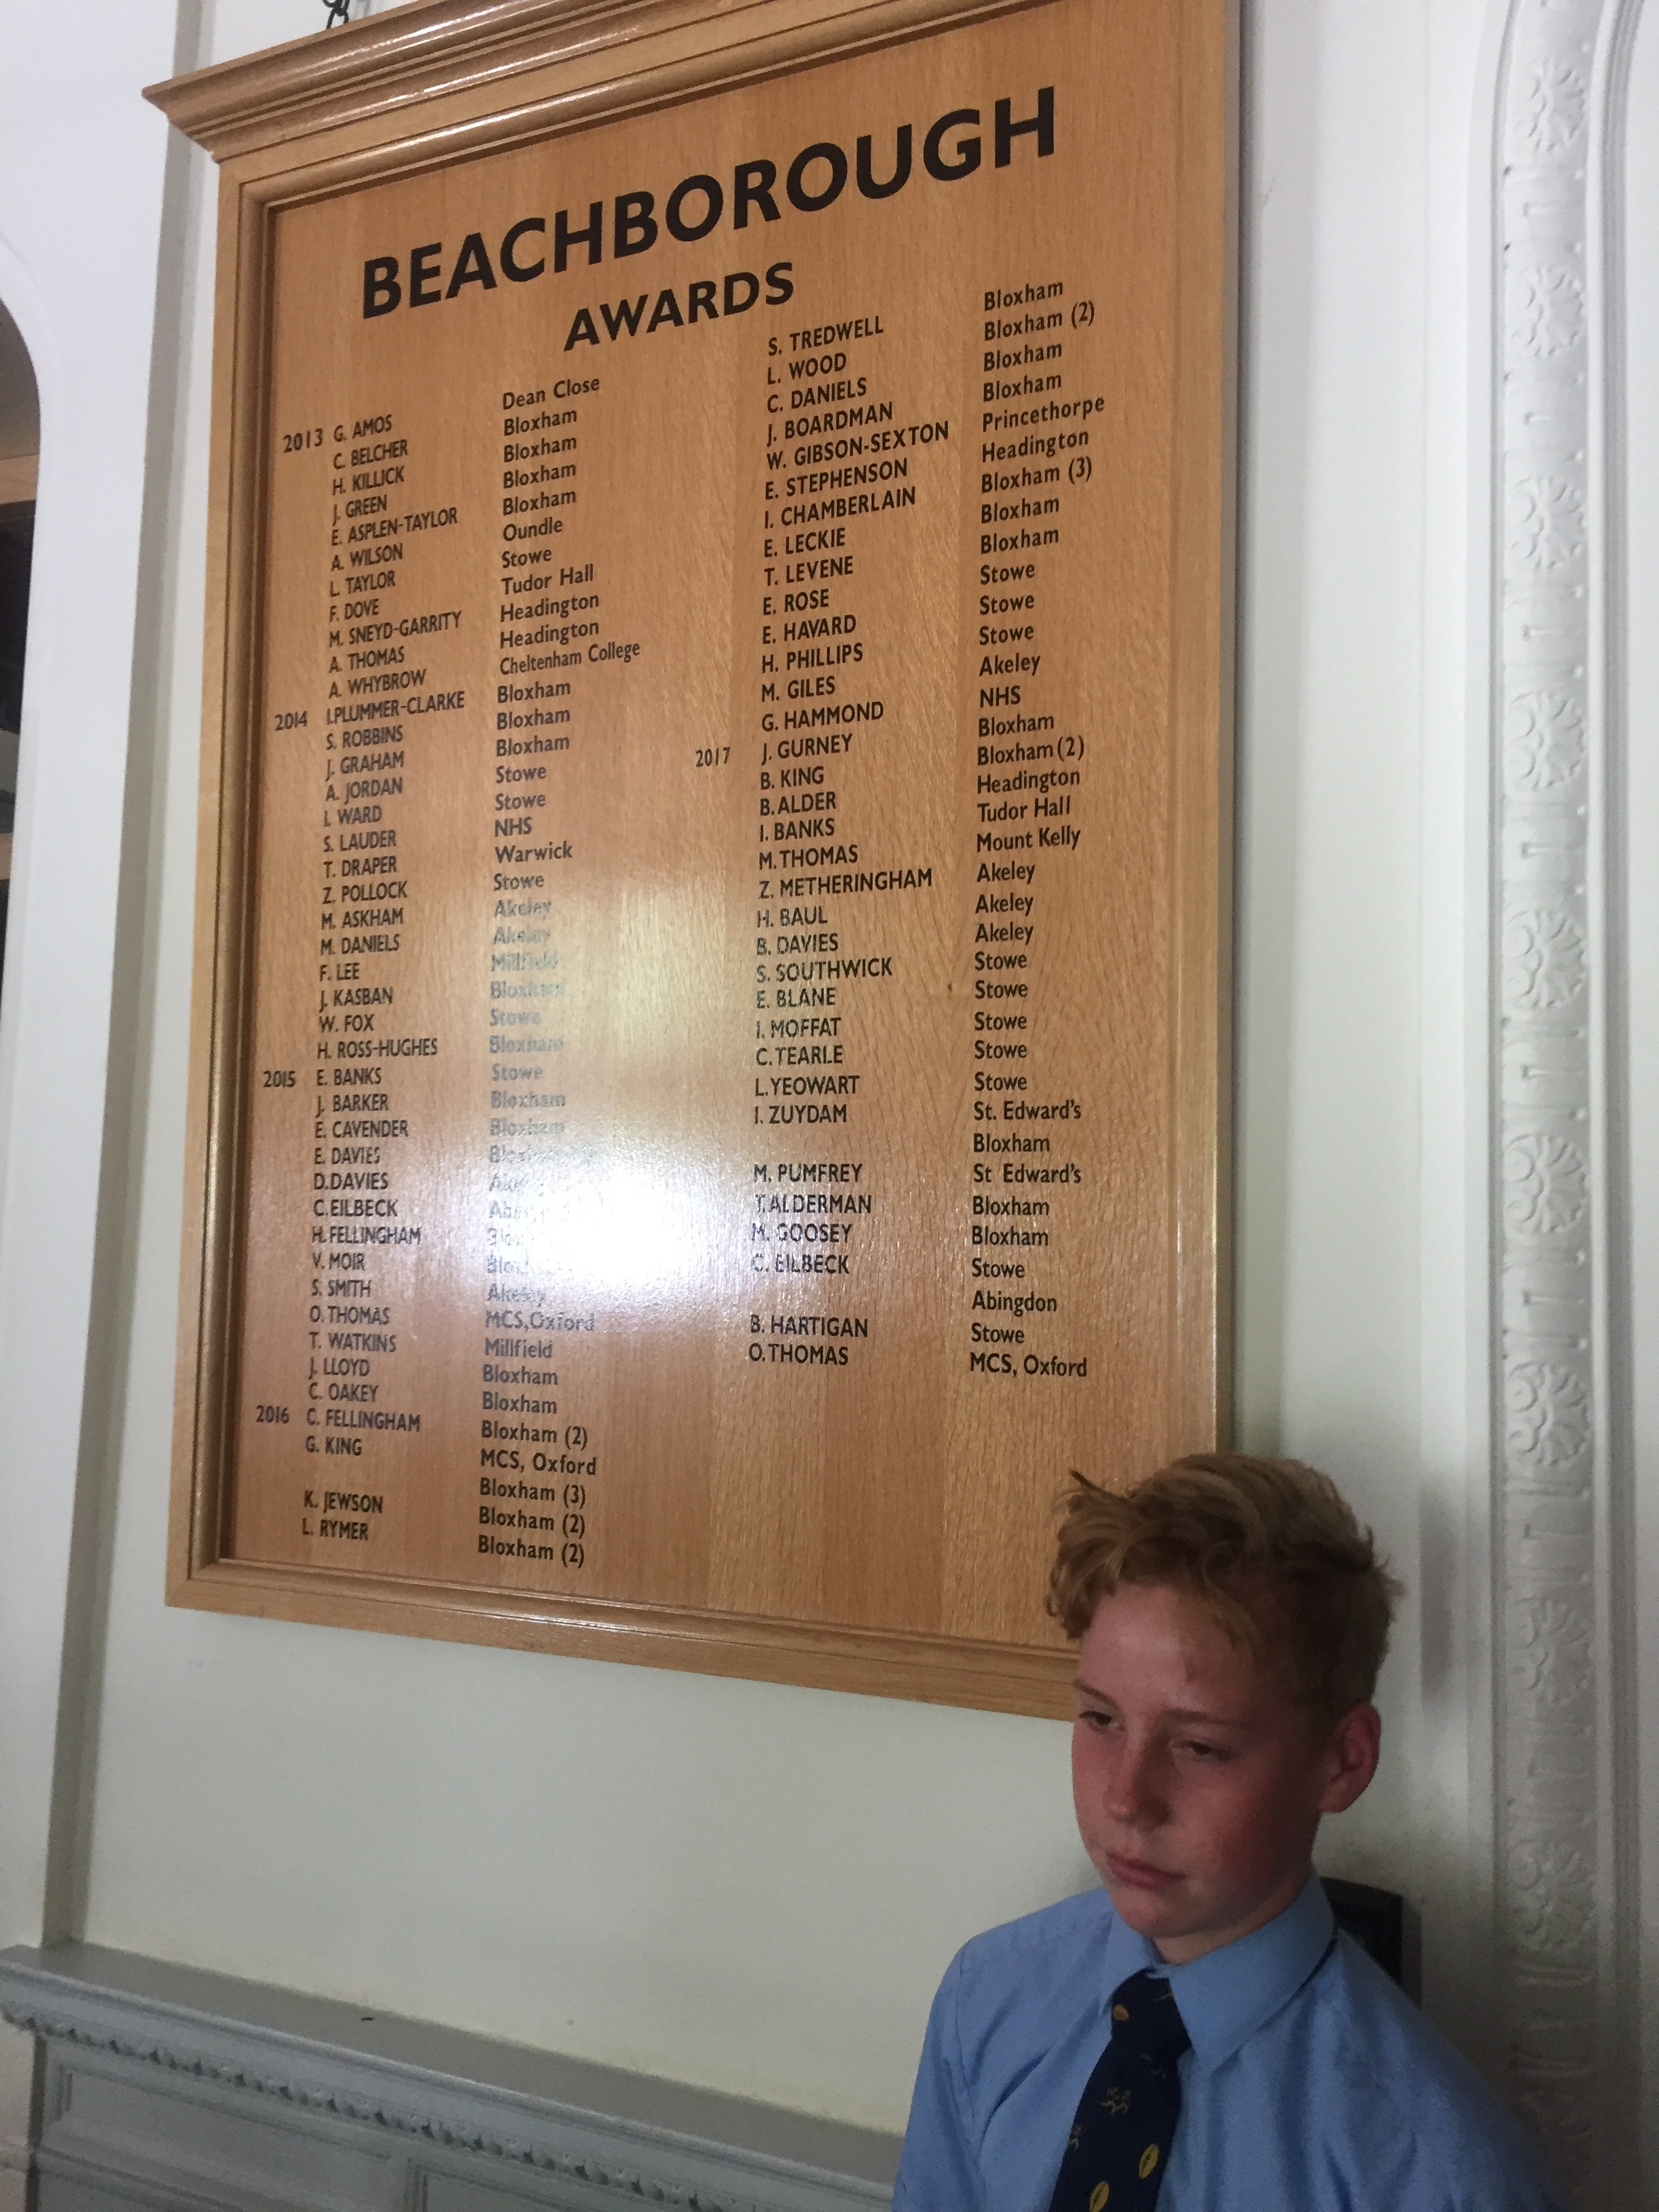 BEACHBOROUGH
AWARDS
2013 G. AMOS Dean Close
C. BELCHER Bloxham
H. KILLICK Bloxham
J. GREEN Bloxham
E. ASPLEN-TAYLOR Bloxham
A. WILSON Oundle
L. TAYLOR Stowe
F. DOVE Tudor Hall
M. SNEYD-GARRITY Headington
A. THOMAS Headington
A. WHYBROW Cheltenham College
2014 I.PLUMMER-CLARKE Bloxham
S. ROBBINS Bloxham
J. GRAHAM Bloxham
A. JORDAN Stowe
I. WARD Stowe
S. LAUDER NHS
T. DRAPER Warwick
Z. POLLOCK Stowe
M. ASKHAM Akeley
M. DANIELS Akeley
F. LEE Millfield
J. KASBAN Bloxham
W. FOX Stowe
H. ROSS-HUGHES Bloxham
2015 E. BANKS Stowe
J. BARKER Bloxham
E. CAVENDER Bloxham
E. DAVIES
D.DAVIES
C.EILBECK
H.FELLINGHAM
V. MOIR
S. SMITH Akeley
O.THOMAS MCS,Oxford
T. WATKINS Millfield
J. LLOYD Bloxham
C. OAKEY Bloxham
2016 C. FELLINGHAM Bloxham (2)
G. KING MCS, Oxford
Bloxham (3)
K. JEWSON Bloxham (2)
L. RYMER Bloxham (2)
S. TREDWELL Bloxham
L. WOOD Bloxham (2)
C. DANIELS Bloxham
J. BOARDMAN Bloxham
W. GIBSON-SEXTON Princethorpe
E. STEPHENSON Headington
I. CHAMBERLAIN Bloxham (3)
E. LECKIE Bloxham
T. LEVENE Bloxham
E. ROSE Stowe
E. HAVARD Stowe
H. PHILLIPS Stowe
M. GILES Akeley
G. HAMMOND NHS
2017 J. GURNEY Bloxham
B. KING Bloxham(2)
B. ALDER Headington
I. BANKS Tudor Hall
M.THOMAS Mount Kelly
Z. METHERINGHAM Akeley
H. BAUL Akeley
B. DAVIES Akeley
S. SOUTHWICK Stowe
E. BLANE Stowe
I. MOFFAT Stowe
C.TEARLE Stowe
L.YEOWART Stowe
I. ZUYDAM St. Edward's
Bloxham
M. PUMFREY St Edward's
T.ALDERMAN Bloxham
M. GOOSEY Bloxham
C. EILBECK Stowe
Abingdon
B. HARTIGAN Stowe
O.THOMAS MCS, Oxford